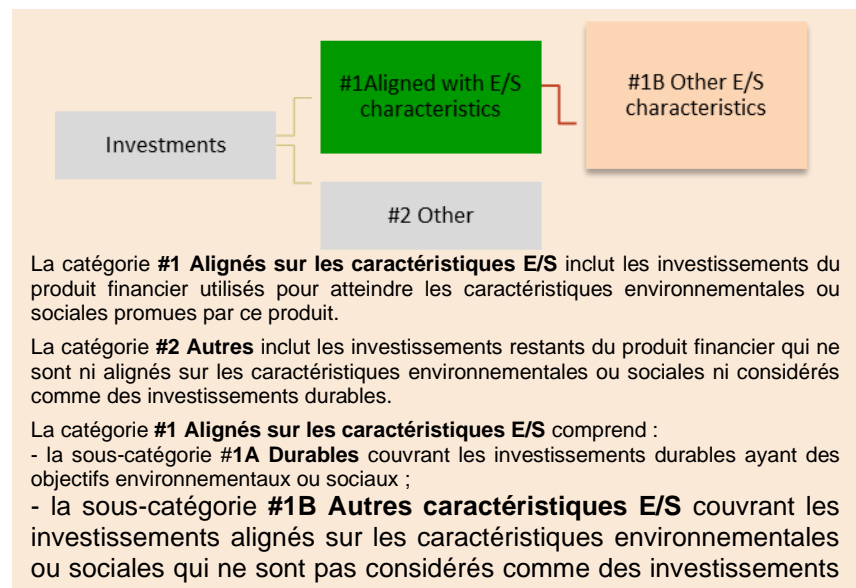 #1Aligned with E/S
characteristics
#1B Other E/S
characteristics
Investments
#2 Other
La catégorie #1 Alignés sur les caractéristiques E/S inclut les investissements du
produit financier utilisés pour atteindre les caractéristiques environnementales ou
sociales promues par ce produit.
La catégorie #2 Autres inclut les investissements restants du produit financier qui ne
sont ni alignés sur les caractéristiques environnementales ou sociales ni considérés
comme des investissements durables.
La catégorie #1 Alignés sur les caractéristiques E/S comprend :
- la sous-catégorie #1A Durables couvrant les investissements durables ayant des
objectifs environnementaux ou sociaux ;
- la sous-catégorie #1B Autres caractéristiques E/S couvrant les
investissements alignés sur les caractéristiques environnementales
ou sociales qui ne sont pas considérés comme des investissements